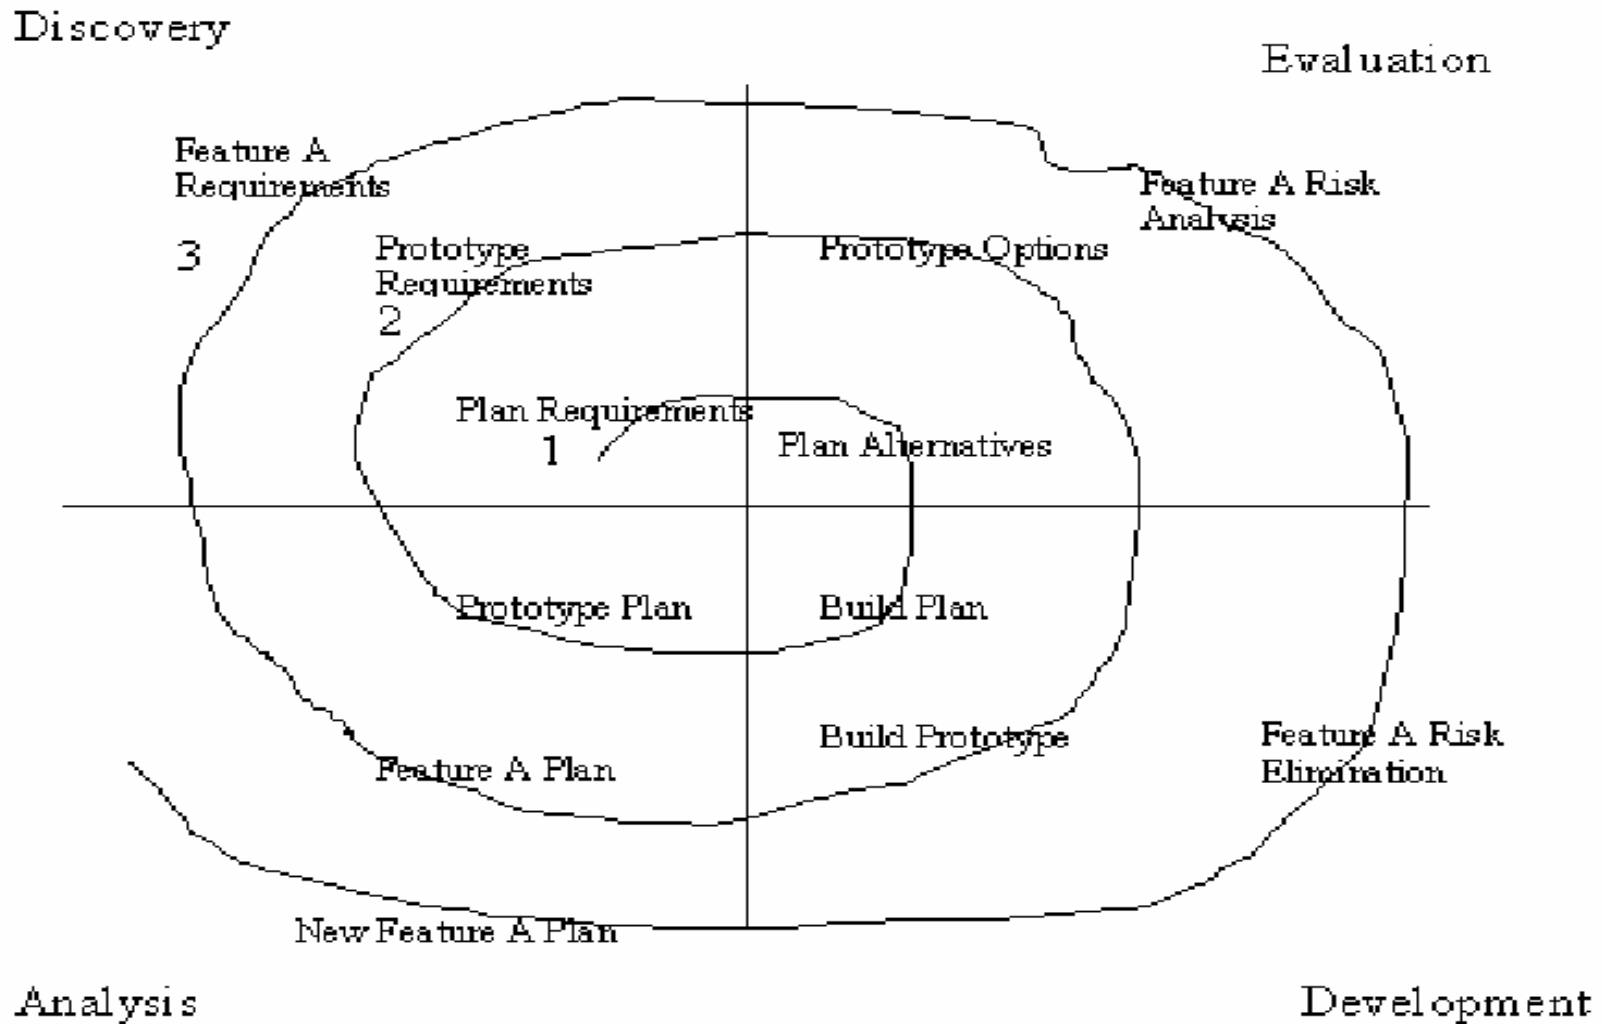 Discovery
Evaluation
Feature A
Requirements
3
Feature A Risk
Analysis
Prototype
Requirements
2
Prototype Options
Plan Requirements
1
Plan Alternatives
Prototype Plan
Build Plan
Build Prototype
Feature A Plan
Feature A Risk
Elimination
New Feature A Plan
Analysis
Development